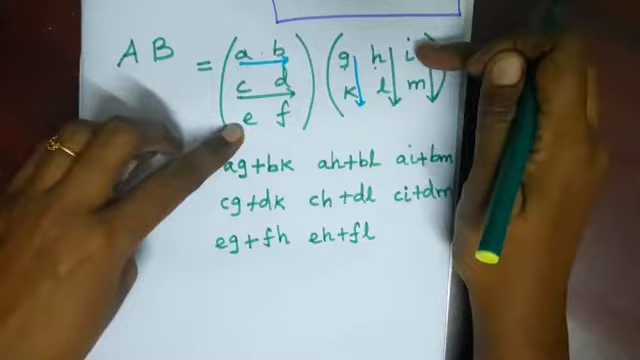 AB = (a b) (g h i)
c d k l m
e f
ag+bk ah+bl ai+bm
cg+dk ch+dl ci+dm
eg+fh eh+fl